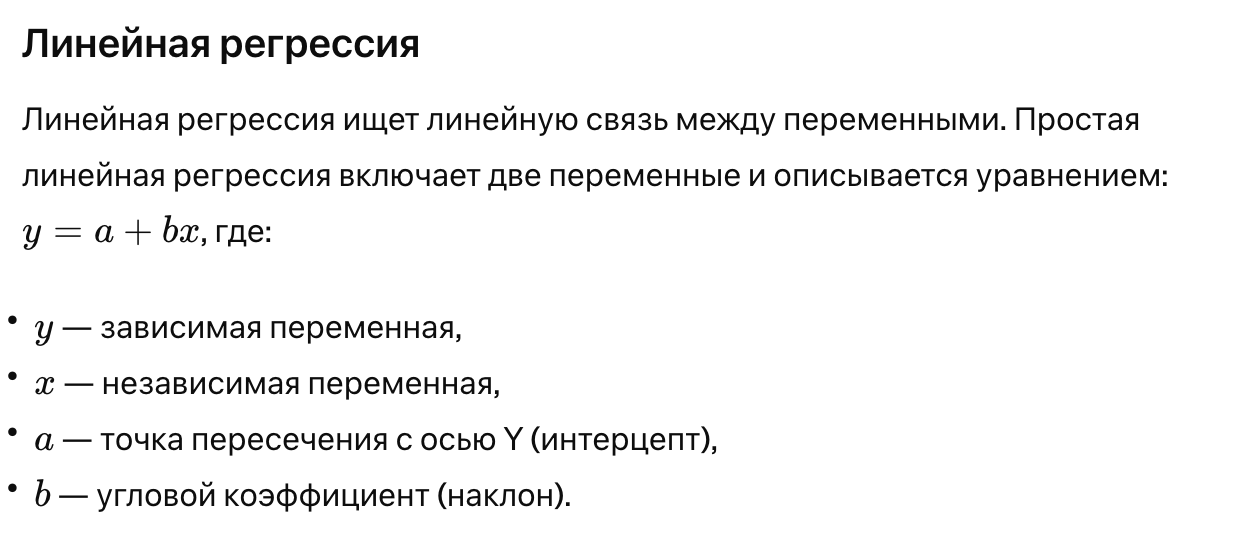 Линейная регрессия
Линейная регрессия ищет линейную связь между переменными. Простая
линейная регрессия включает две переменные и описывается уравнением:
y = a + bx, где:
• y — зависимая переменная,
• x — независимая переменная,
• a — точка пересечения с осью Y (интерцепт),
• b — угловой коэффициент (наклон).